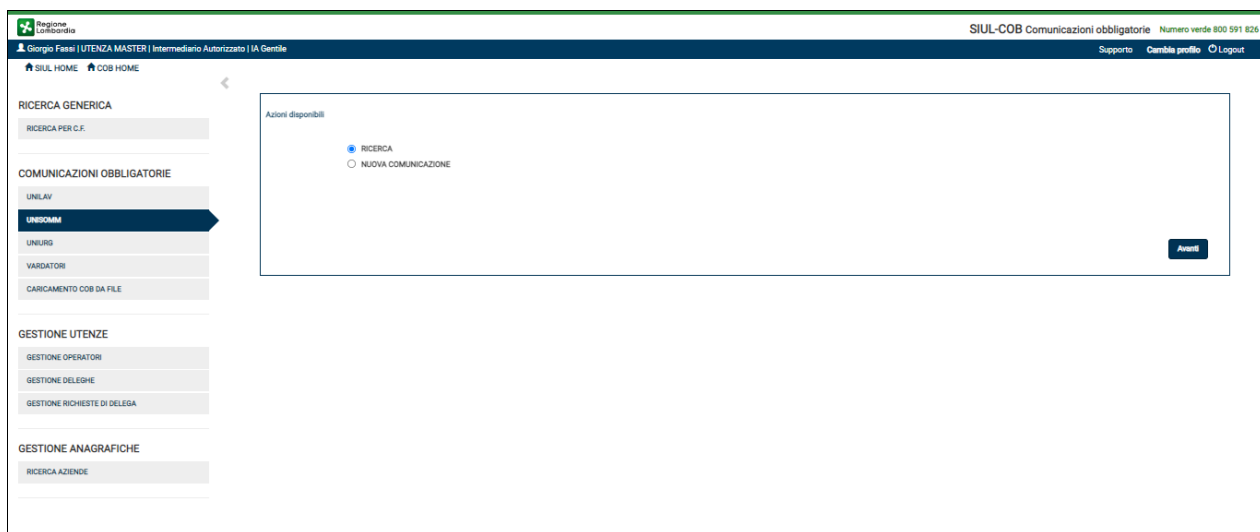 Regione
Lombardia
SIUL-COB Comunicazioni obbligatorie Numero verde 800 591 826
Giorgio Fassi | UTENZA MASTER | Intermediario Autorizzato | IA Gentile
Supporto Cambia profilo Logout
SIUL HOME COB HOME
RICERCA GENERICA
RICERCA PER C.F.
COMUNICAZIONI OBBLIGATORIE
UNILAV
UNISOMM
UNIURG
VARDATORI
CARICAMENTO COB DA FILE
GESTIONE UTENZE
GESTIONE OPERATORI
GESTIONE DELEGHE
GESTIONE RICHIESTE DI DELEGA
GESTIONE ANAGRAFICHE
RICERCA AZIENDE
Azioni disponibili
RICERCA
NUOVA COMUNICAZIONE
Avanti